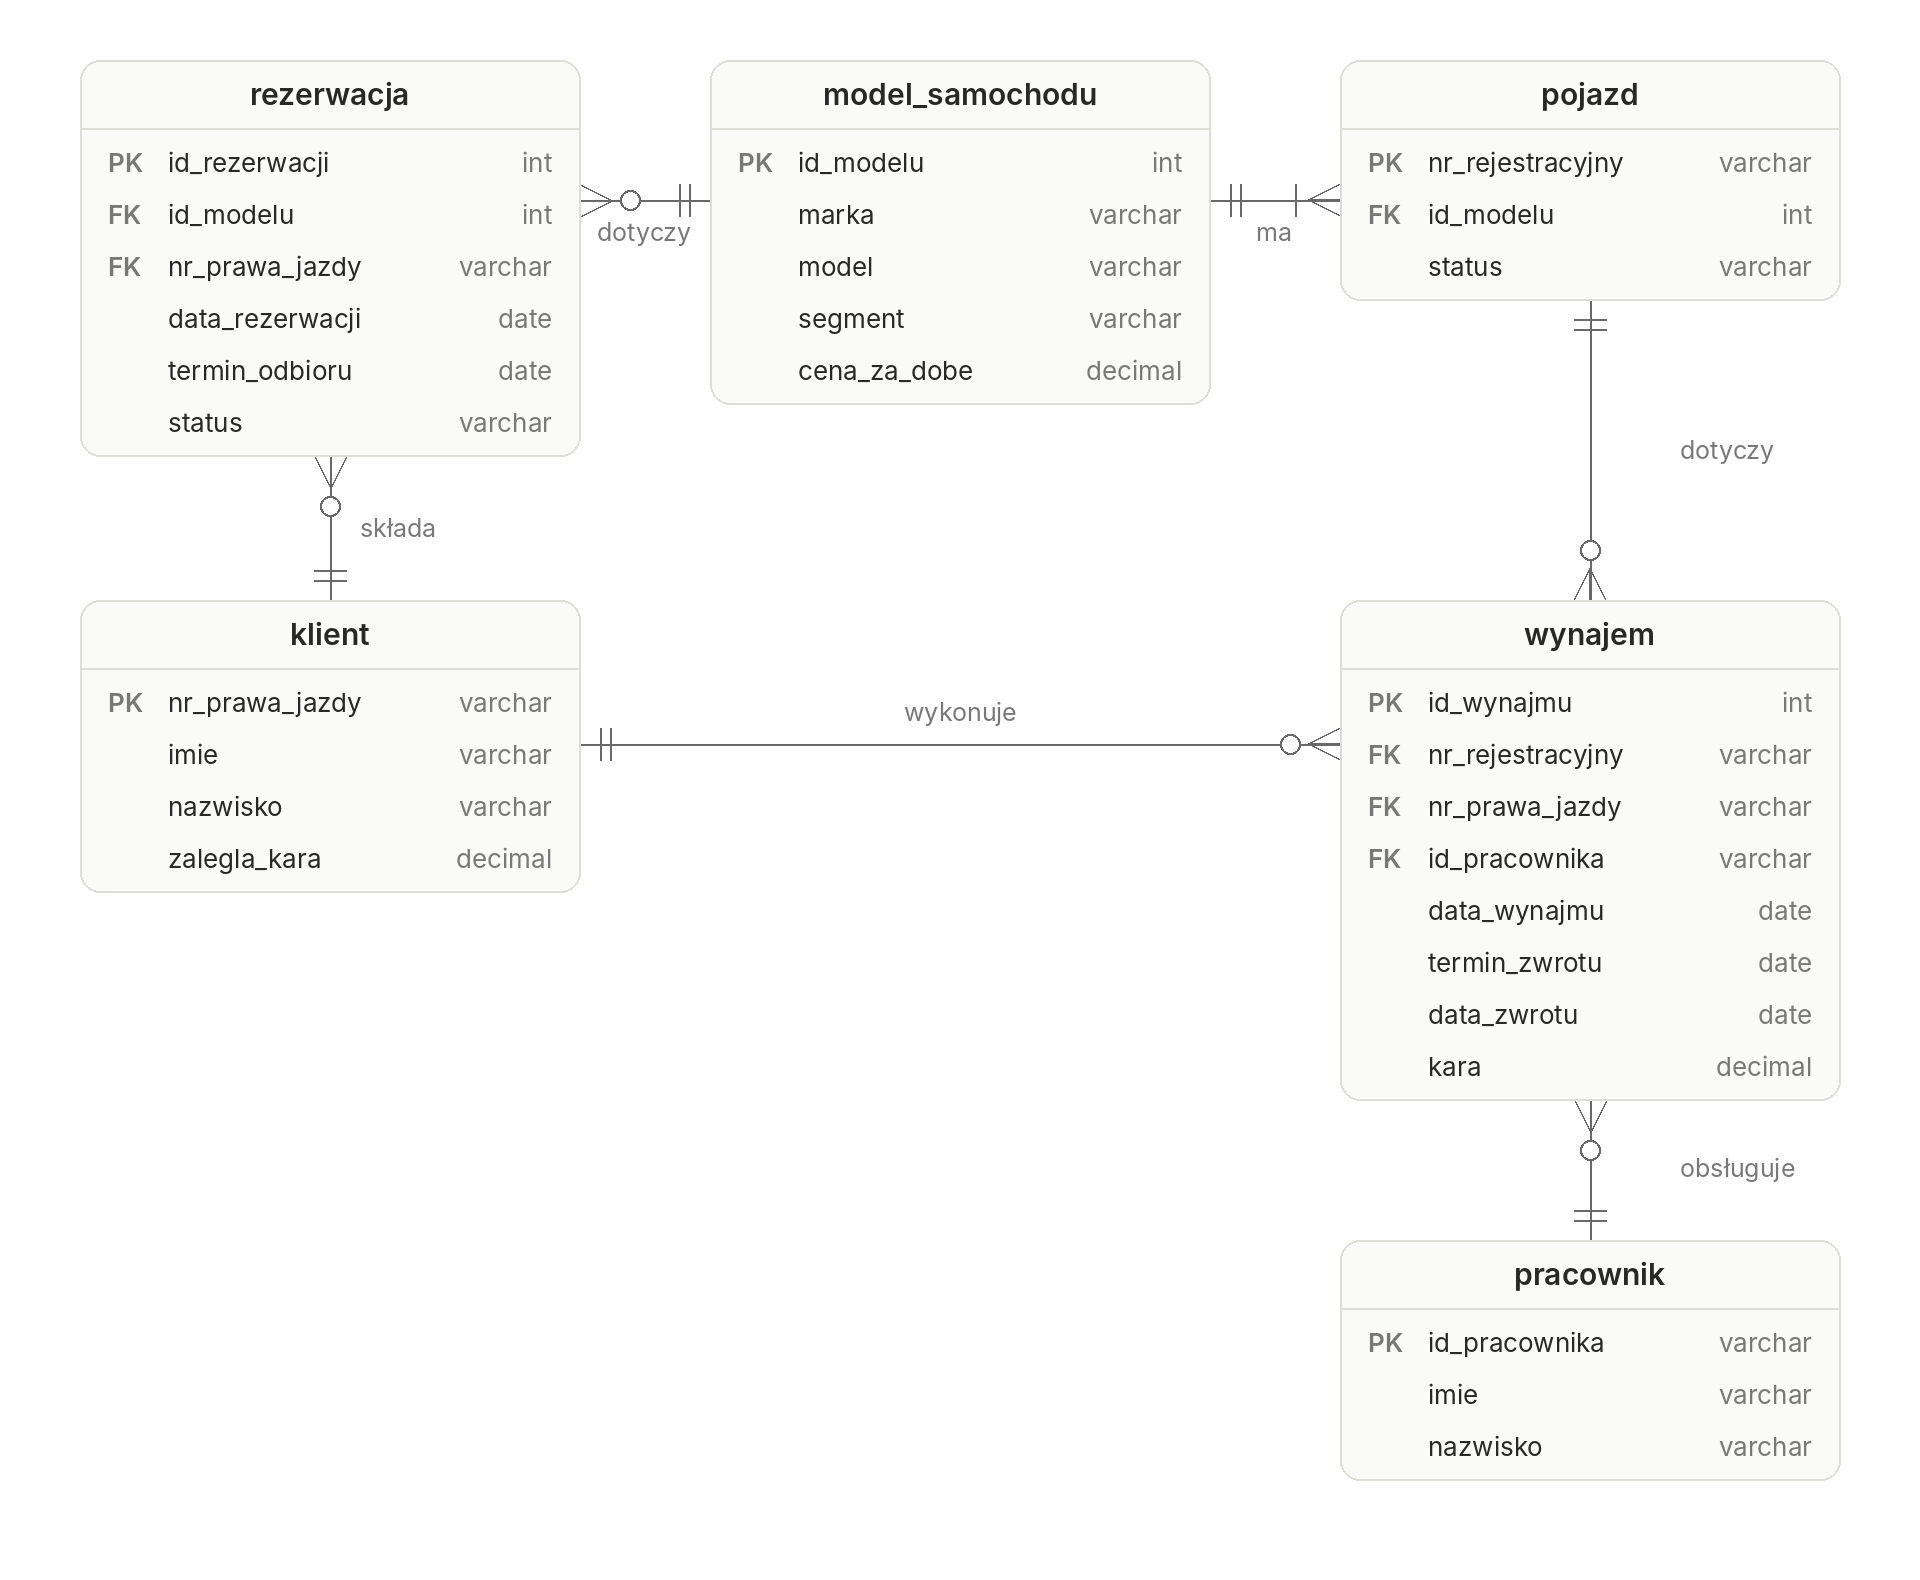 rezerwacja
PK id_rezerwacji int
FK id_modelu int
FK nr_prawa_jazdy varchar
data_rezerwacji date
termin_odbioru date
status varchar
dotyczy
model_samochodu
PK id_modelu int
marka varchar
model varchar
segment varchar
cena_za_dobe decimal
ma
pojazd
PK nr_rejestracyjny varchar
FK id_modelu int
status varchar
dotyczy
składa
klient
PK nr_prawa_jazdy varchar
imie varchar
nazwisko varchar
zalegla_kara decimal
wykonuje
wynajem
PK id_wynajmu int
FK nr_rejestracyjny varchar
FK nr_prawa_jazdy varchar
FK id_pracownika varchar
data_wynajmu date
termin_zwrotu date
data_zwrotu date
kara decimal
obsługuje
pracownik
PK id_pracownika varchar
imie varchar
nazwisko varchar